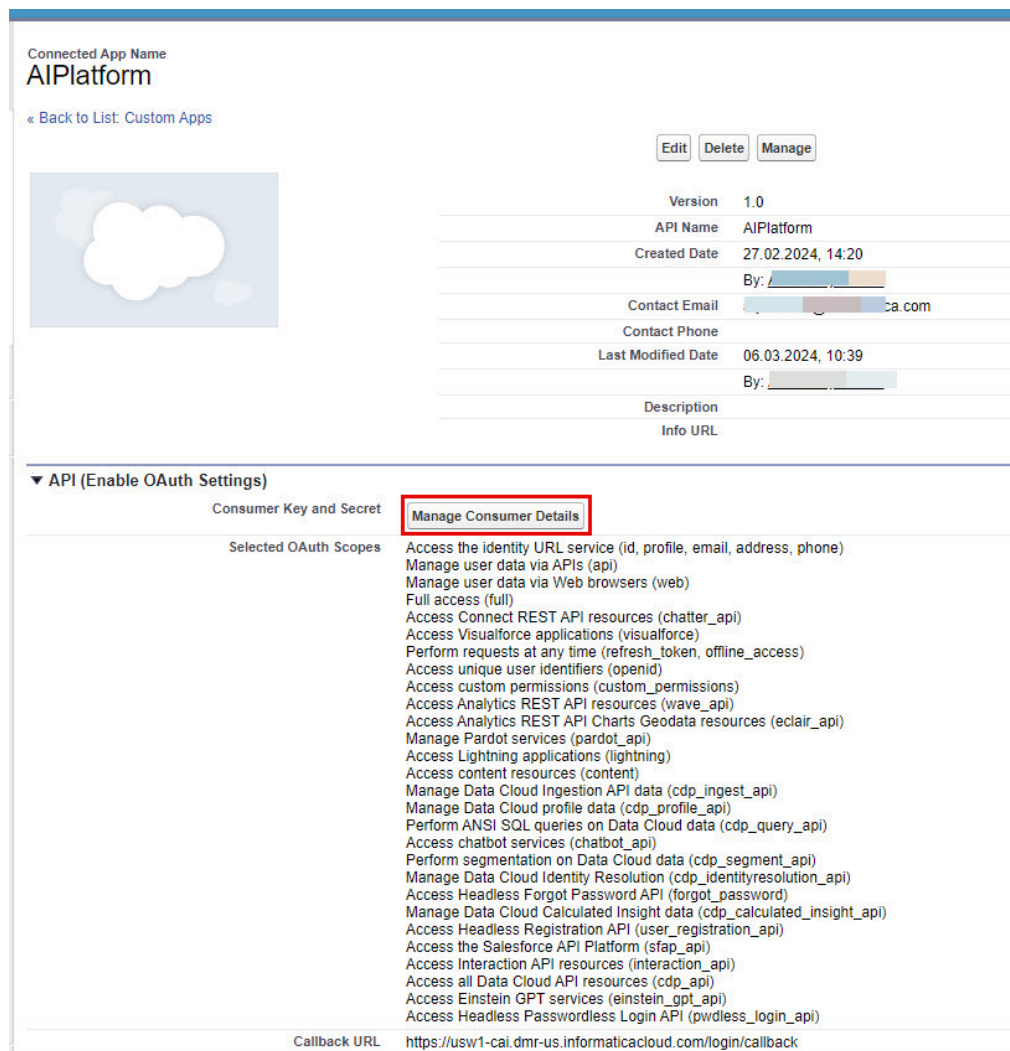 Connected App Name
AIPlatform
« Back to List: Custom Apps
Edit Delete Manage
Version 1.0
API Name AIPlatform
Created Date 27.02.2024, 14:20
By:
Contact Email ca.com
Contact Phone
Last Modified Date 06.03.2024, 10:39
By:
Description
Info URL
▼ API (Enable OAuth Settings)
Consumer Key and Secret Manage Consumer Details
Selected OAuth Scopes Access the identity URL service (id, profile, email, address, phone)
Manage user data via APIs (api)
Manage user data via Web browsers (web)
Full access (full)
Access Connect REST API resources (chatter_api)
Access Visualforce applications (visualforce)
Perform requests at any time (refresh_token, offline_access)
Access unique user identifiers (openid)
Access custom permissions (custom_permissions)
Access Analytics REST API resources (wave_api)
Access Analytics REST API Charts Geodata resources (eclair_api)
Manage Pardot services (pardot_api)
Access Lightning applications (lightning)
Access content resources (content)
Manage Data Cloud Ingestion API data (cdp_ingest_api)
Manage Data Cloud profile data (cdp_profile_api)
Perform ANSI SQL queries on Data Cloud data (cdp_query_api)
Access chatbot services (chatbot_api)
Perform segmentation on Data Cloud data (cdp_segment_api)
Manage Data Cloud Identity Resolution (cdp_identityresolution_api)
Access Headless Forgot Password API (forgot_password)
Manage Data Cloud Calculated Insight data (cdp_calculated_insight_api)
Access Headless Registration API (user_registration_api)
Access the Salesforce API Platform (sfap_api)
Access Interaction API resources (interaction_api)
Access all Data Cloud API resources (cdp_api)
Access Einstein GPT services (einstein_gpt_api)
Access Headless Passwordless Login API (pwdless_login_api)
Callback URL https://usw1-cai.dmr-us.informaticacloud.com/login/callback